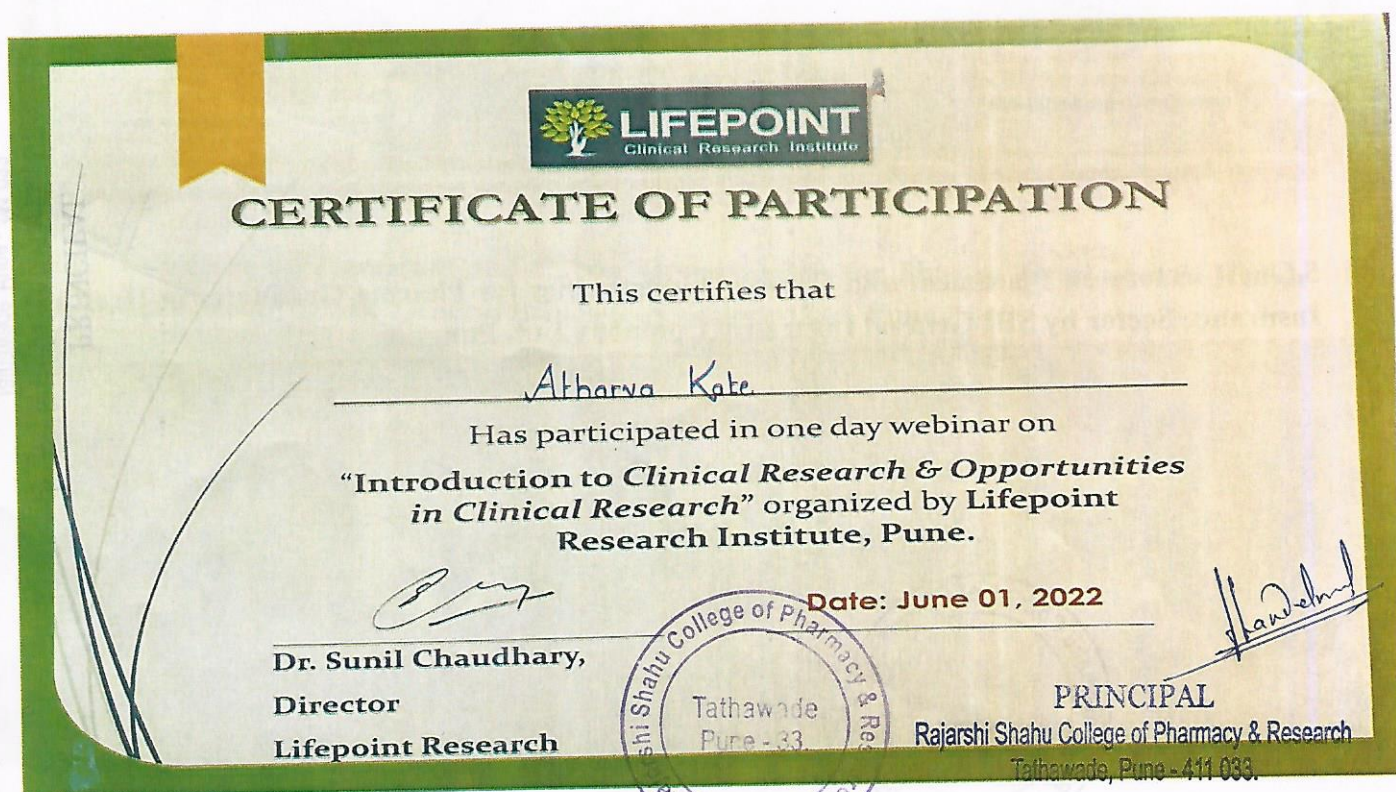 LIFEPOINT
Clinical Research Institute
CERTIFICATE OF PARTICIPATION
This certifies that
Atharva Kate
Has participated in one day webinar on
“Introduction to Clinical Research & Opportunities
in Clinical Research” organized by Lifepoint
Research Institute, Pune.
Date: June 01, 2022
Dr. Sunil Chaudhary,
Director
Lifepoint Research
Shahu College of Pharmacy &
Tathawade
Pune - 33.
PRINCIPAL
Rajarshi Shahu College of Pharmacy & Research
Tathawade, Pune - 411 033.